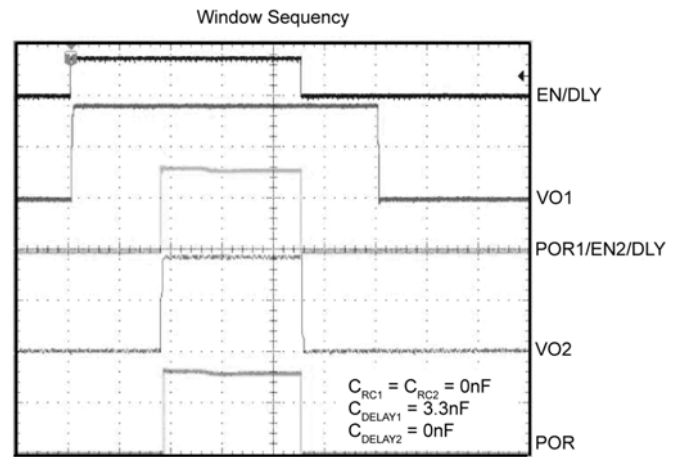 Window Sequency
EN/DLY
VO1
POR1/EN2/DLY
VO2
C_RC1 = C_RC2 = 0nF
C_DELAY1 = 3.3nF
C_DELAY2 = 0nF
POR